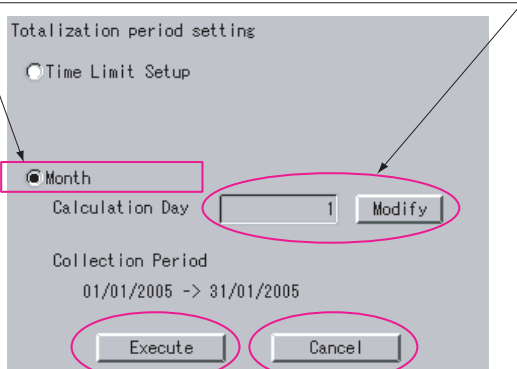 Totalization period setting
Time Limit Setup
Month
Calculation Day 1 Modify
Collection Period
01/01/2005 -> 31/01/2005
Execute Cancel